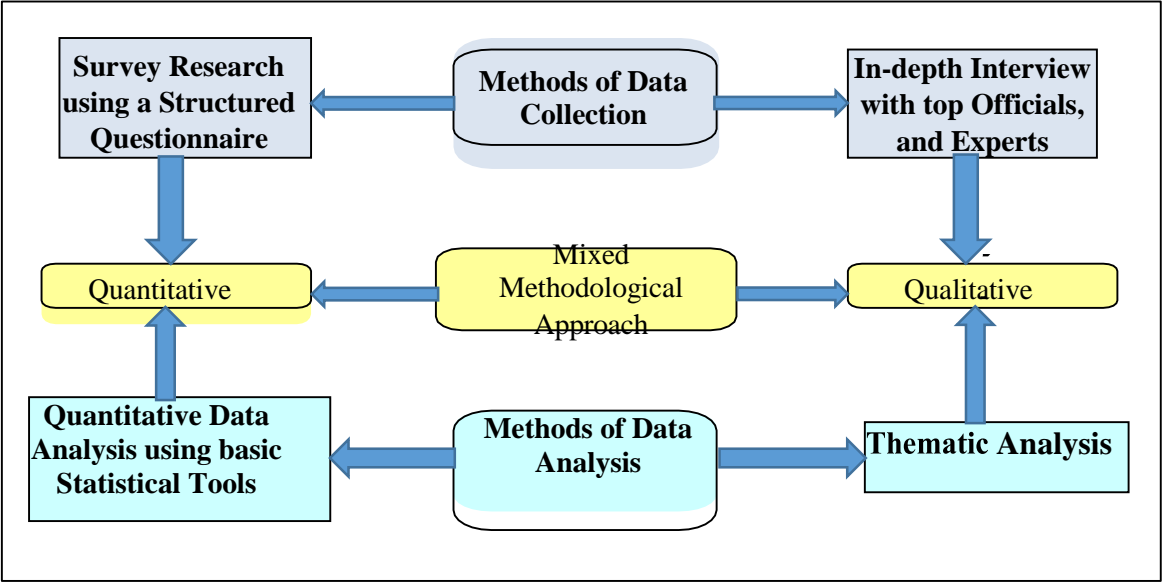 Survey Research
using a Structured
Questionnaire
Methods of Data
Collection
In-depth Interview
with top Officials,
and Experts
Quantitative
Mixed
Methodological
Approach
Qualitative
Quantitative Data
Analysis using basic
Statistical Tools
Methods of Data
Analysis
Thematic Analysis